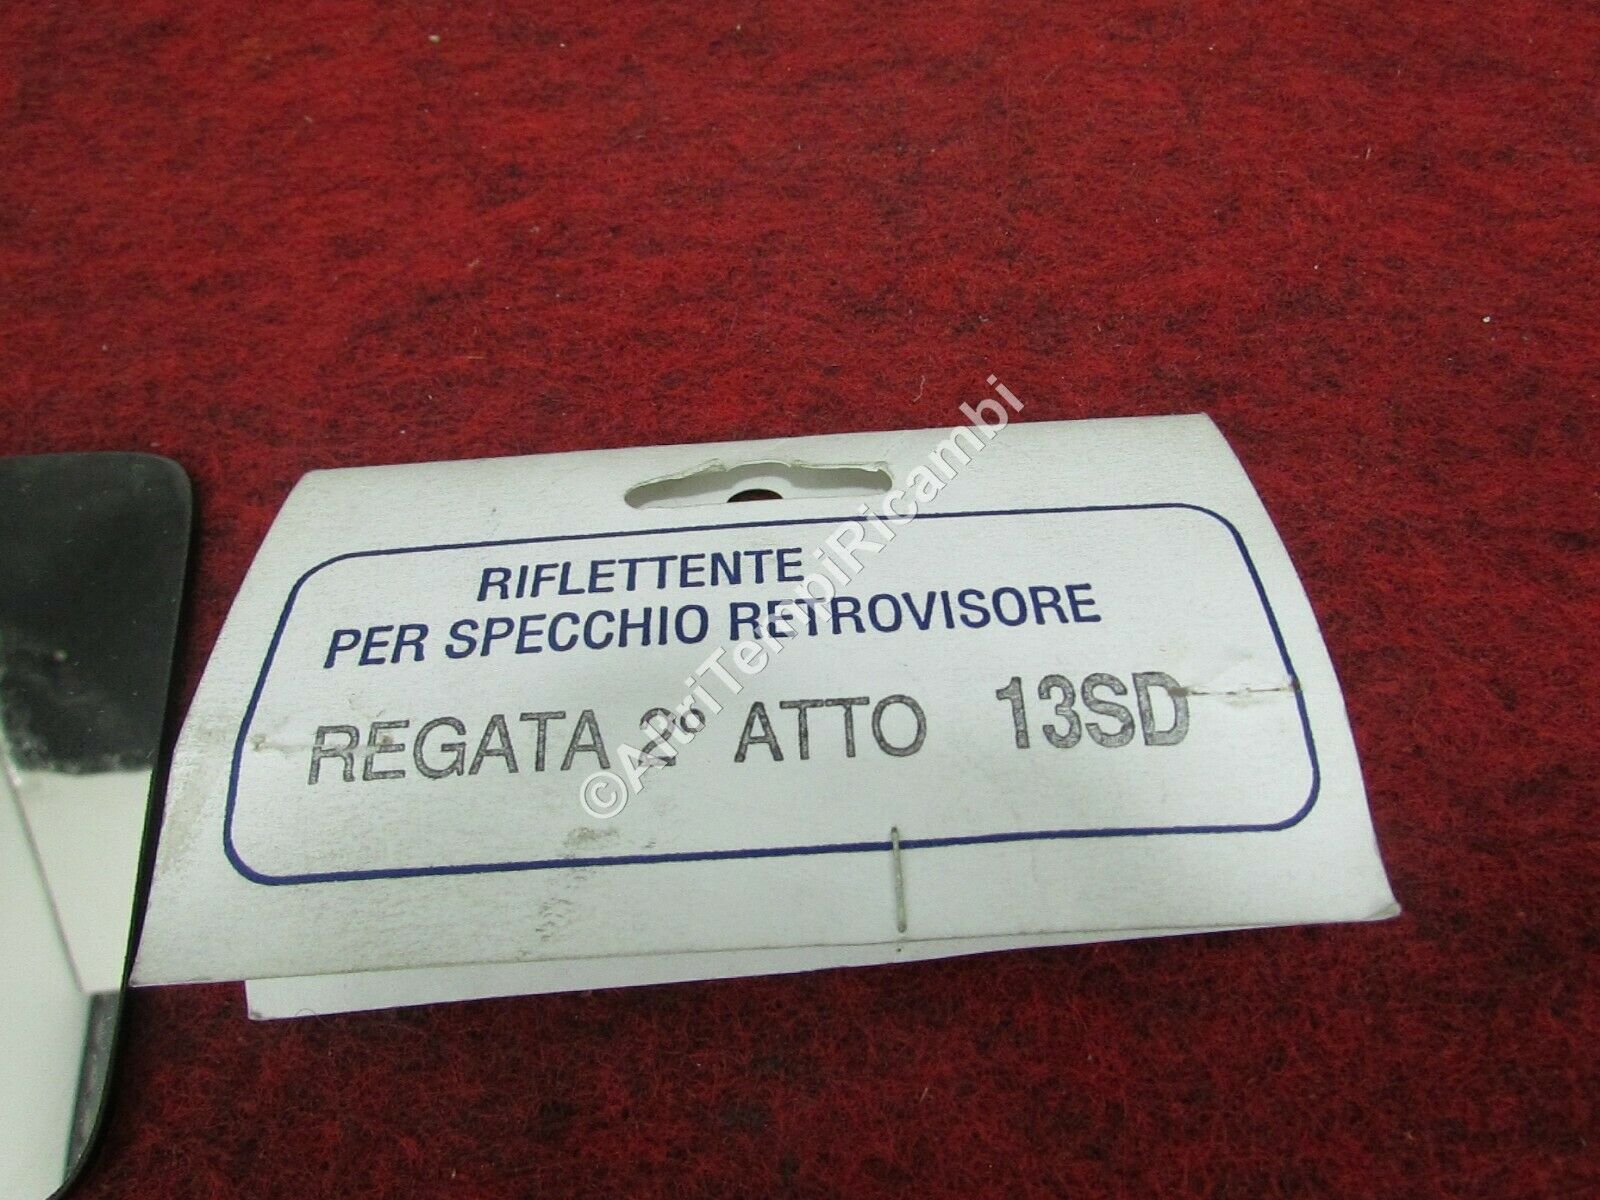 RIFLETTENTE
PER SPECCHIO RETROVISORE
REGATA 2° ATTO 13SD
©AltriTempiRicambi